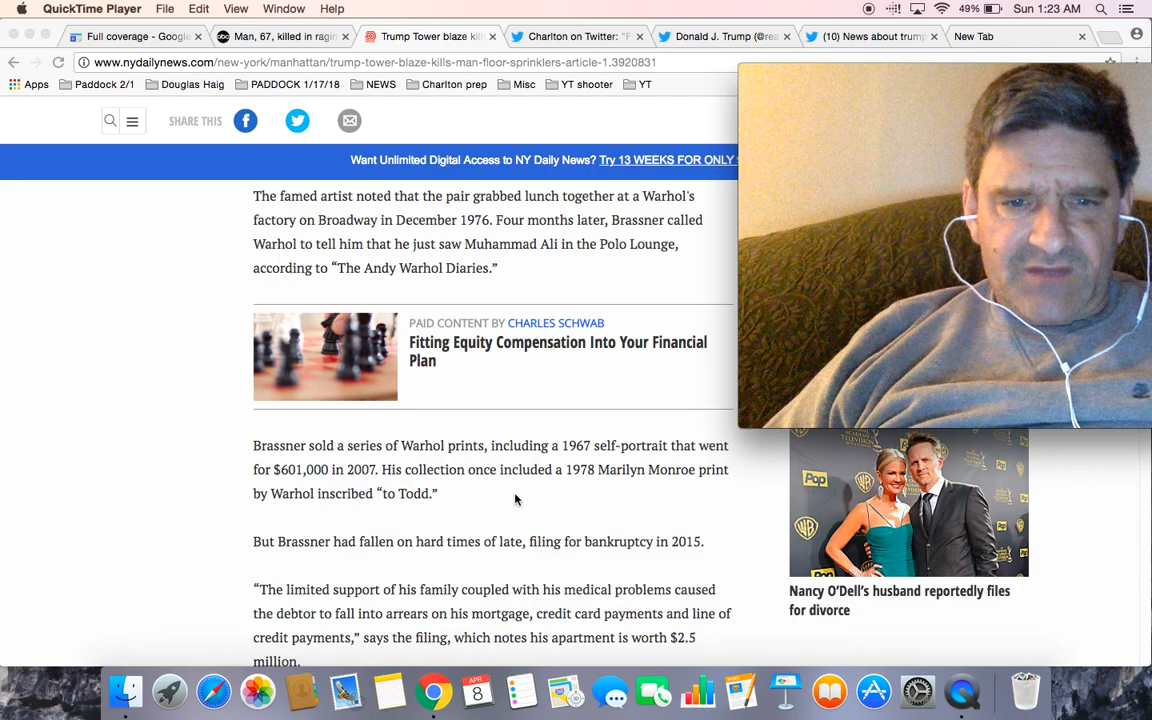 QuickTime Player File Edit View Window Help 49% Sun 1:23 AM
Full coverage - Google
abc Man, 67, killed in ragin
Trump Tower blaze kill
Charlton on Twitter: "F
Donald J. Trump (@rea
(10) News about trump
New Tab
www.nydailynews.com/new-york/manhattan/trump-tower-blaze-kills-man-floor-sprinklers-article-1.3920831
Apps Paddock 2/1 Douglas Haig PADDOCK 1/17/18 NEWS Charlton prep Misc YT shooter YT
SHARE THIS
Want Unlimited Digital Access to NY Daily News? Try 13 WEEKS FOR ONLY
The famed artist noted that the pair grabbed lunch together at a Warhol's
factory on Broadway in December 1976. Four months later, Brassner called
Warhol to tell him that he just saw Muhammad Ali in the Polo Lounge,
according to “The Andy Warhol Diaries.”
PAID CONTENT BY CHARLES SCHWAB
Fitting Equity Compensation Into Your Financial
Plan
Brassner sold a series of Warhol prints, including a 1967 self-portrait that went
for $601,000 in 2007. His collection once included a 1978 Marilyn Monroe print
by Warhol inscribed “to Todd.”
But Brassner had fallen on hard times of late, filing for bankruptcy in 2015.
“The limited support of his family coupled with his medical problems caused
the debtor to fall into arrears on his mortgage, credit card payments and line of
credit payments,” says the filing, which notes his apartment is worth $2.5
million.
Pop
Pop
Nancy O’Dell’s husband reportedly files
for divorce
APR
8